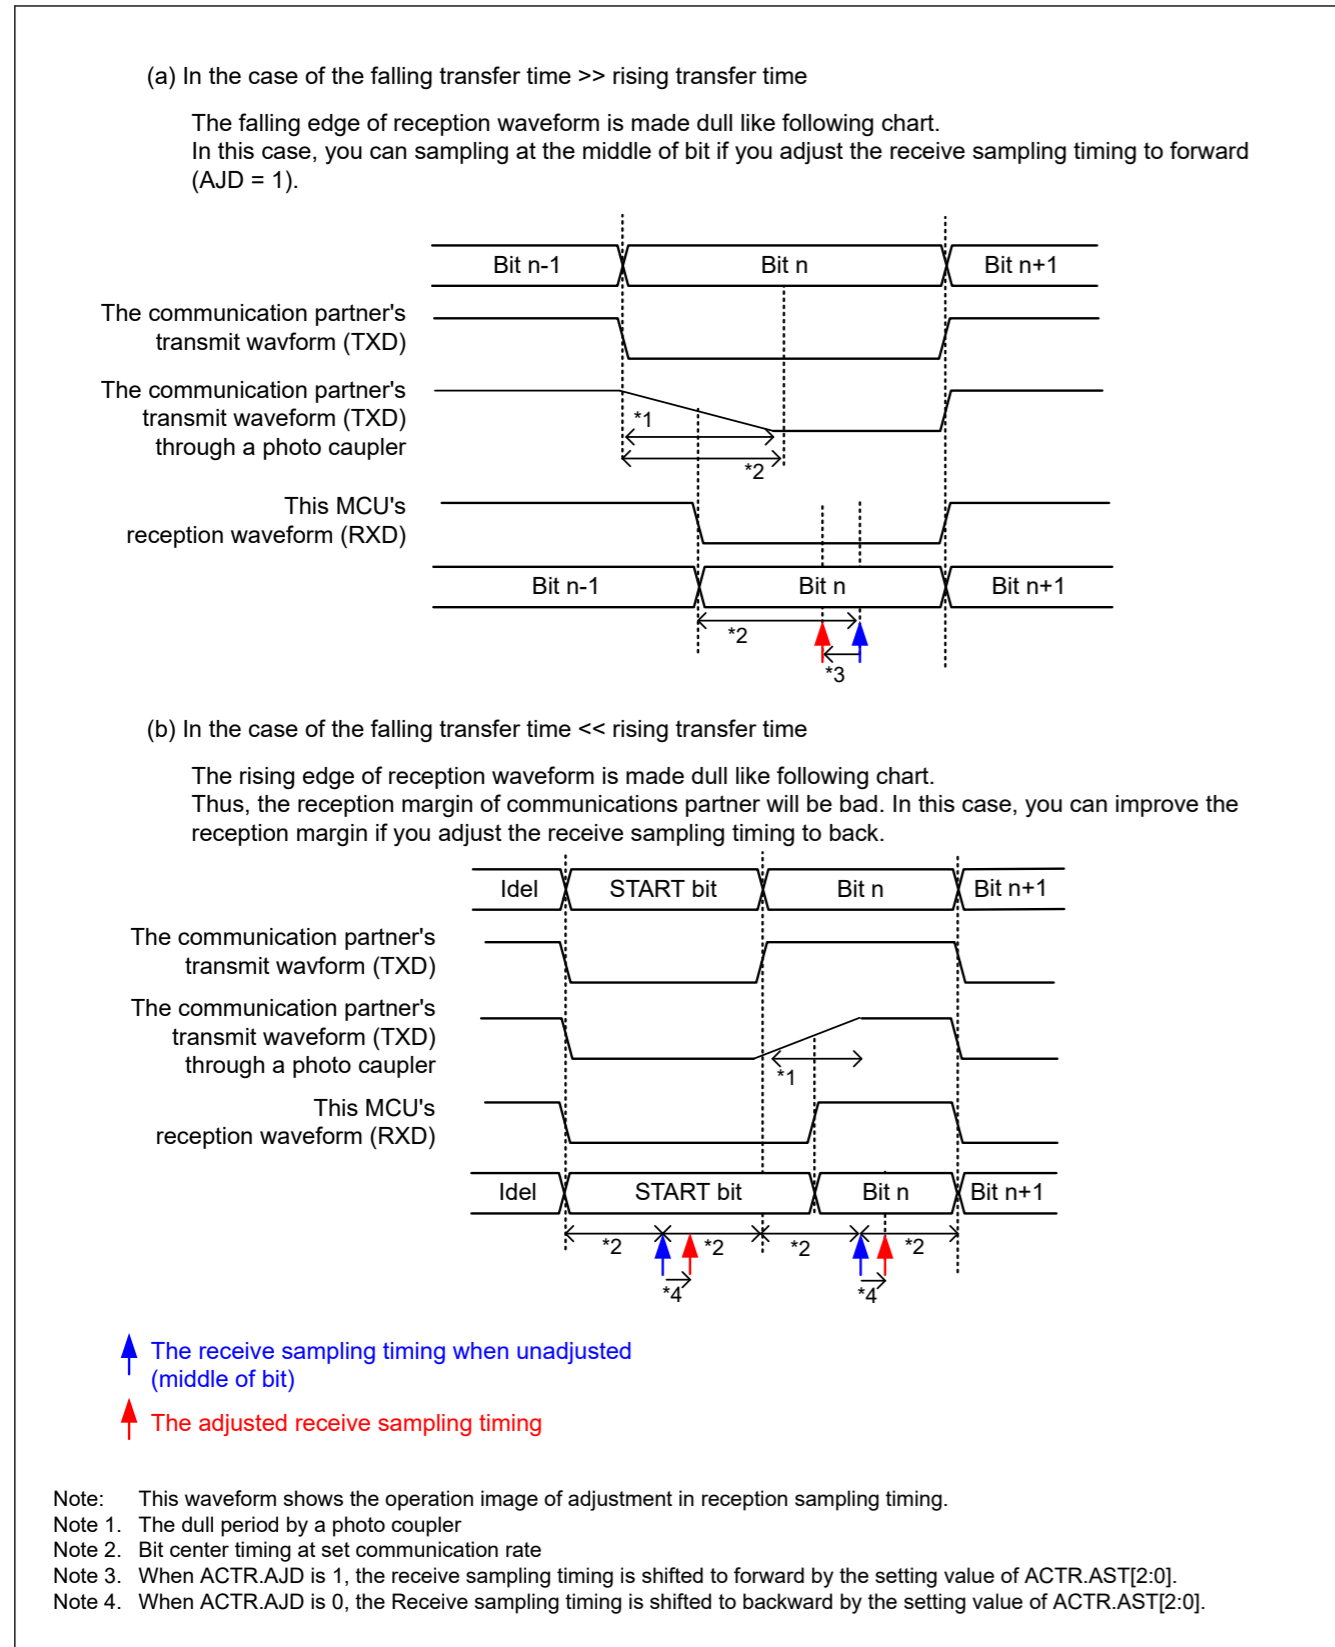 (a) In the case of the falling transfer time >> rising transfer time
The falling edge of reception waveform is made dull like following chart.
In this case, you can sampling at the middle of bit if you adjust the receive sampling timing to forward
(AJD = 1).
Bit n-1 Bit n Bit n+1
The communication partner's
transmit wavform (TXD)
The communication partner's
transmit waveform (TXD)
through a photo caupler
*1
*2
This MCU's
reception waveform (RXD)
Bit n-1 Bit n Bit n+1
*2
*3
(b) In the case of the falling transfer time << rising transfer time
The rising edge of reception waveform is made dull like following chart.
Thus, the reception margin of communications partner will be bad. In this case, you can improve the
reception margin if you adjust the receive sampling timing to back.
Idel START bit Bit n Bit n+1
The communication partner's
transmit wavform (TXD)
The communication partner's
transmit waveform (TXD)
through a photo caupler
*1
This MCU's
reception waveform (RXD)
Idel START bit Bit n Bit n+1
*2 *2 *2 *2
*4 *4
The receive sampling timing when unadjusted
(middle of bit)
The adjusted receive sampling timing
Note: This waveform shows the operation image of adjustment in reception sampling timing.
Note 1. The dull period by a photo coupler
Note 2. Bit center timing at set communication rate
Note 3. When ACTR.AJD is 1, the receive sampling timing is shifted to forward by the setting value of ACTR.AST[2:0].
Note 4. When ACTR.AJD is 0, the Receive sampling timing is shifted to backward by the setting value of ACTR.AST[2:0].